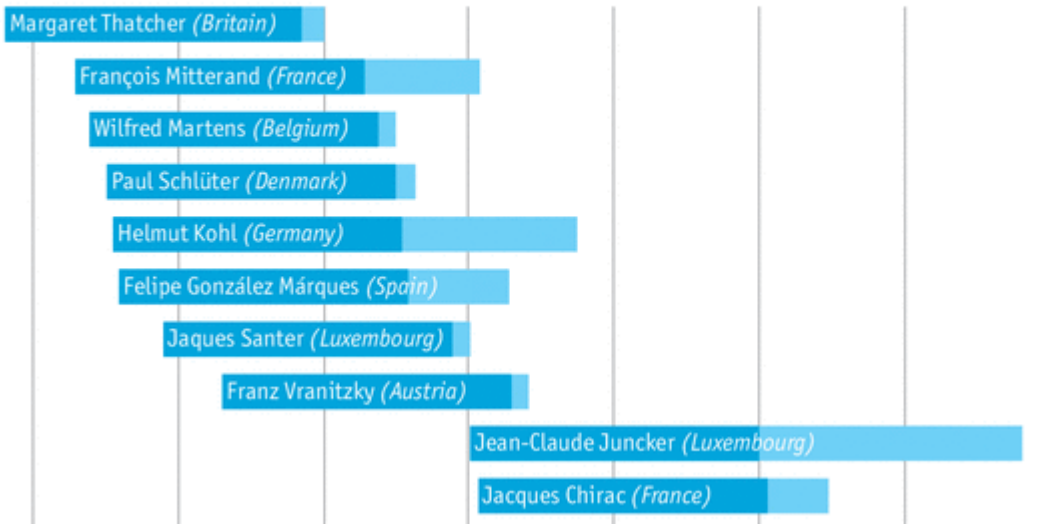 Margaret Thatcher (Britain)
François Mitterand (France)
Wilfred Martens (Belgium)
Paul Schlüter (Denmark)
Helmut Kohl (Germany)
Felipe González Márques (Spain)
Jaques Santer (Luxembourg)
Franz Vranitzky (Austria)
Jean-Claude Juncker (Luxembourg)
Jacques Chirac (France)